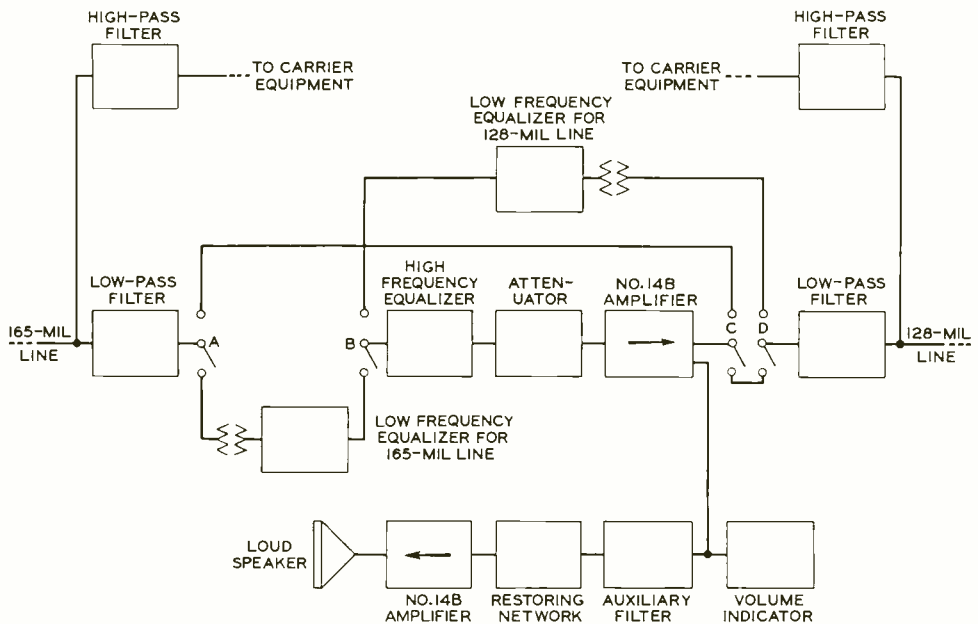 HIGH-PASS
FILTER
TO CARRIER
EQUIPMENT
TO CARRIER
EQUIPMENT
HIGH-PASS
FILTER
LOW FREQUENCY
EQUALIZER FOR
128-MIL LINE
LOW-PASS
FILTER
HIGH
FREQUENCY
EQUALIZER
ATTEN-
UATOR
NO.14B
AMPLIFIER
LOW-PASS
FILTER
165-MIL
LINE
A
B
C
D
128-MIL
LINE
LOW FREQUENCY
EQUALIZER FOR
165-MIL LINE
LOUD
SPEAKER
NO.14B
AMPLIFIER
RESTORING
NETWORK
AUXILIARY
FILTER
VOLUME
INDICATOR